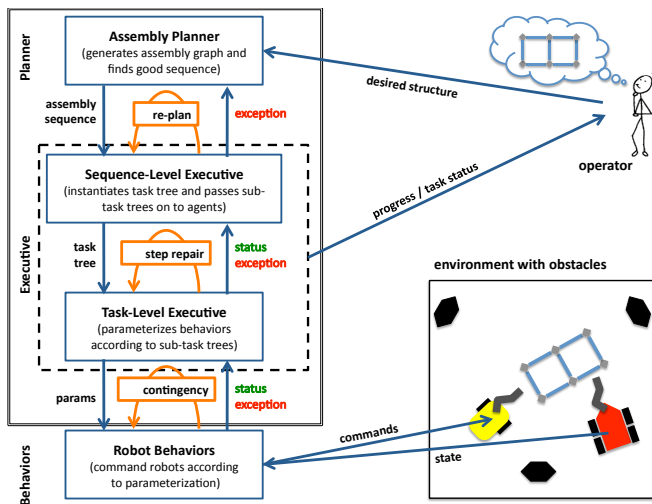 Planner
Assembly Planner
(generates assembly graph and
finds good sequence)
desired structure
assembly
sequence
re-plan
exception
operator
Executive
Sequence-Level Executive
(instantiates task tree and passes sub-
task trees on to agents)
progress / task status
task
tree
step repair
status
exception
environment with obstacles
Task-Level Executive
(parameterizes behaviors
according to sub-task trees)
params
contingency
status
exception
commands
state
Behaviors
Robot Behaviors
(command robots according
to parameterization)